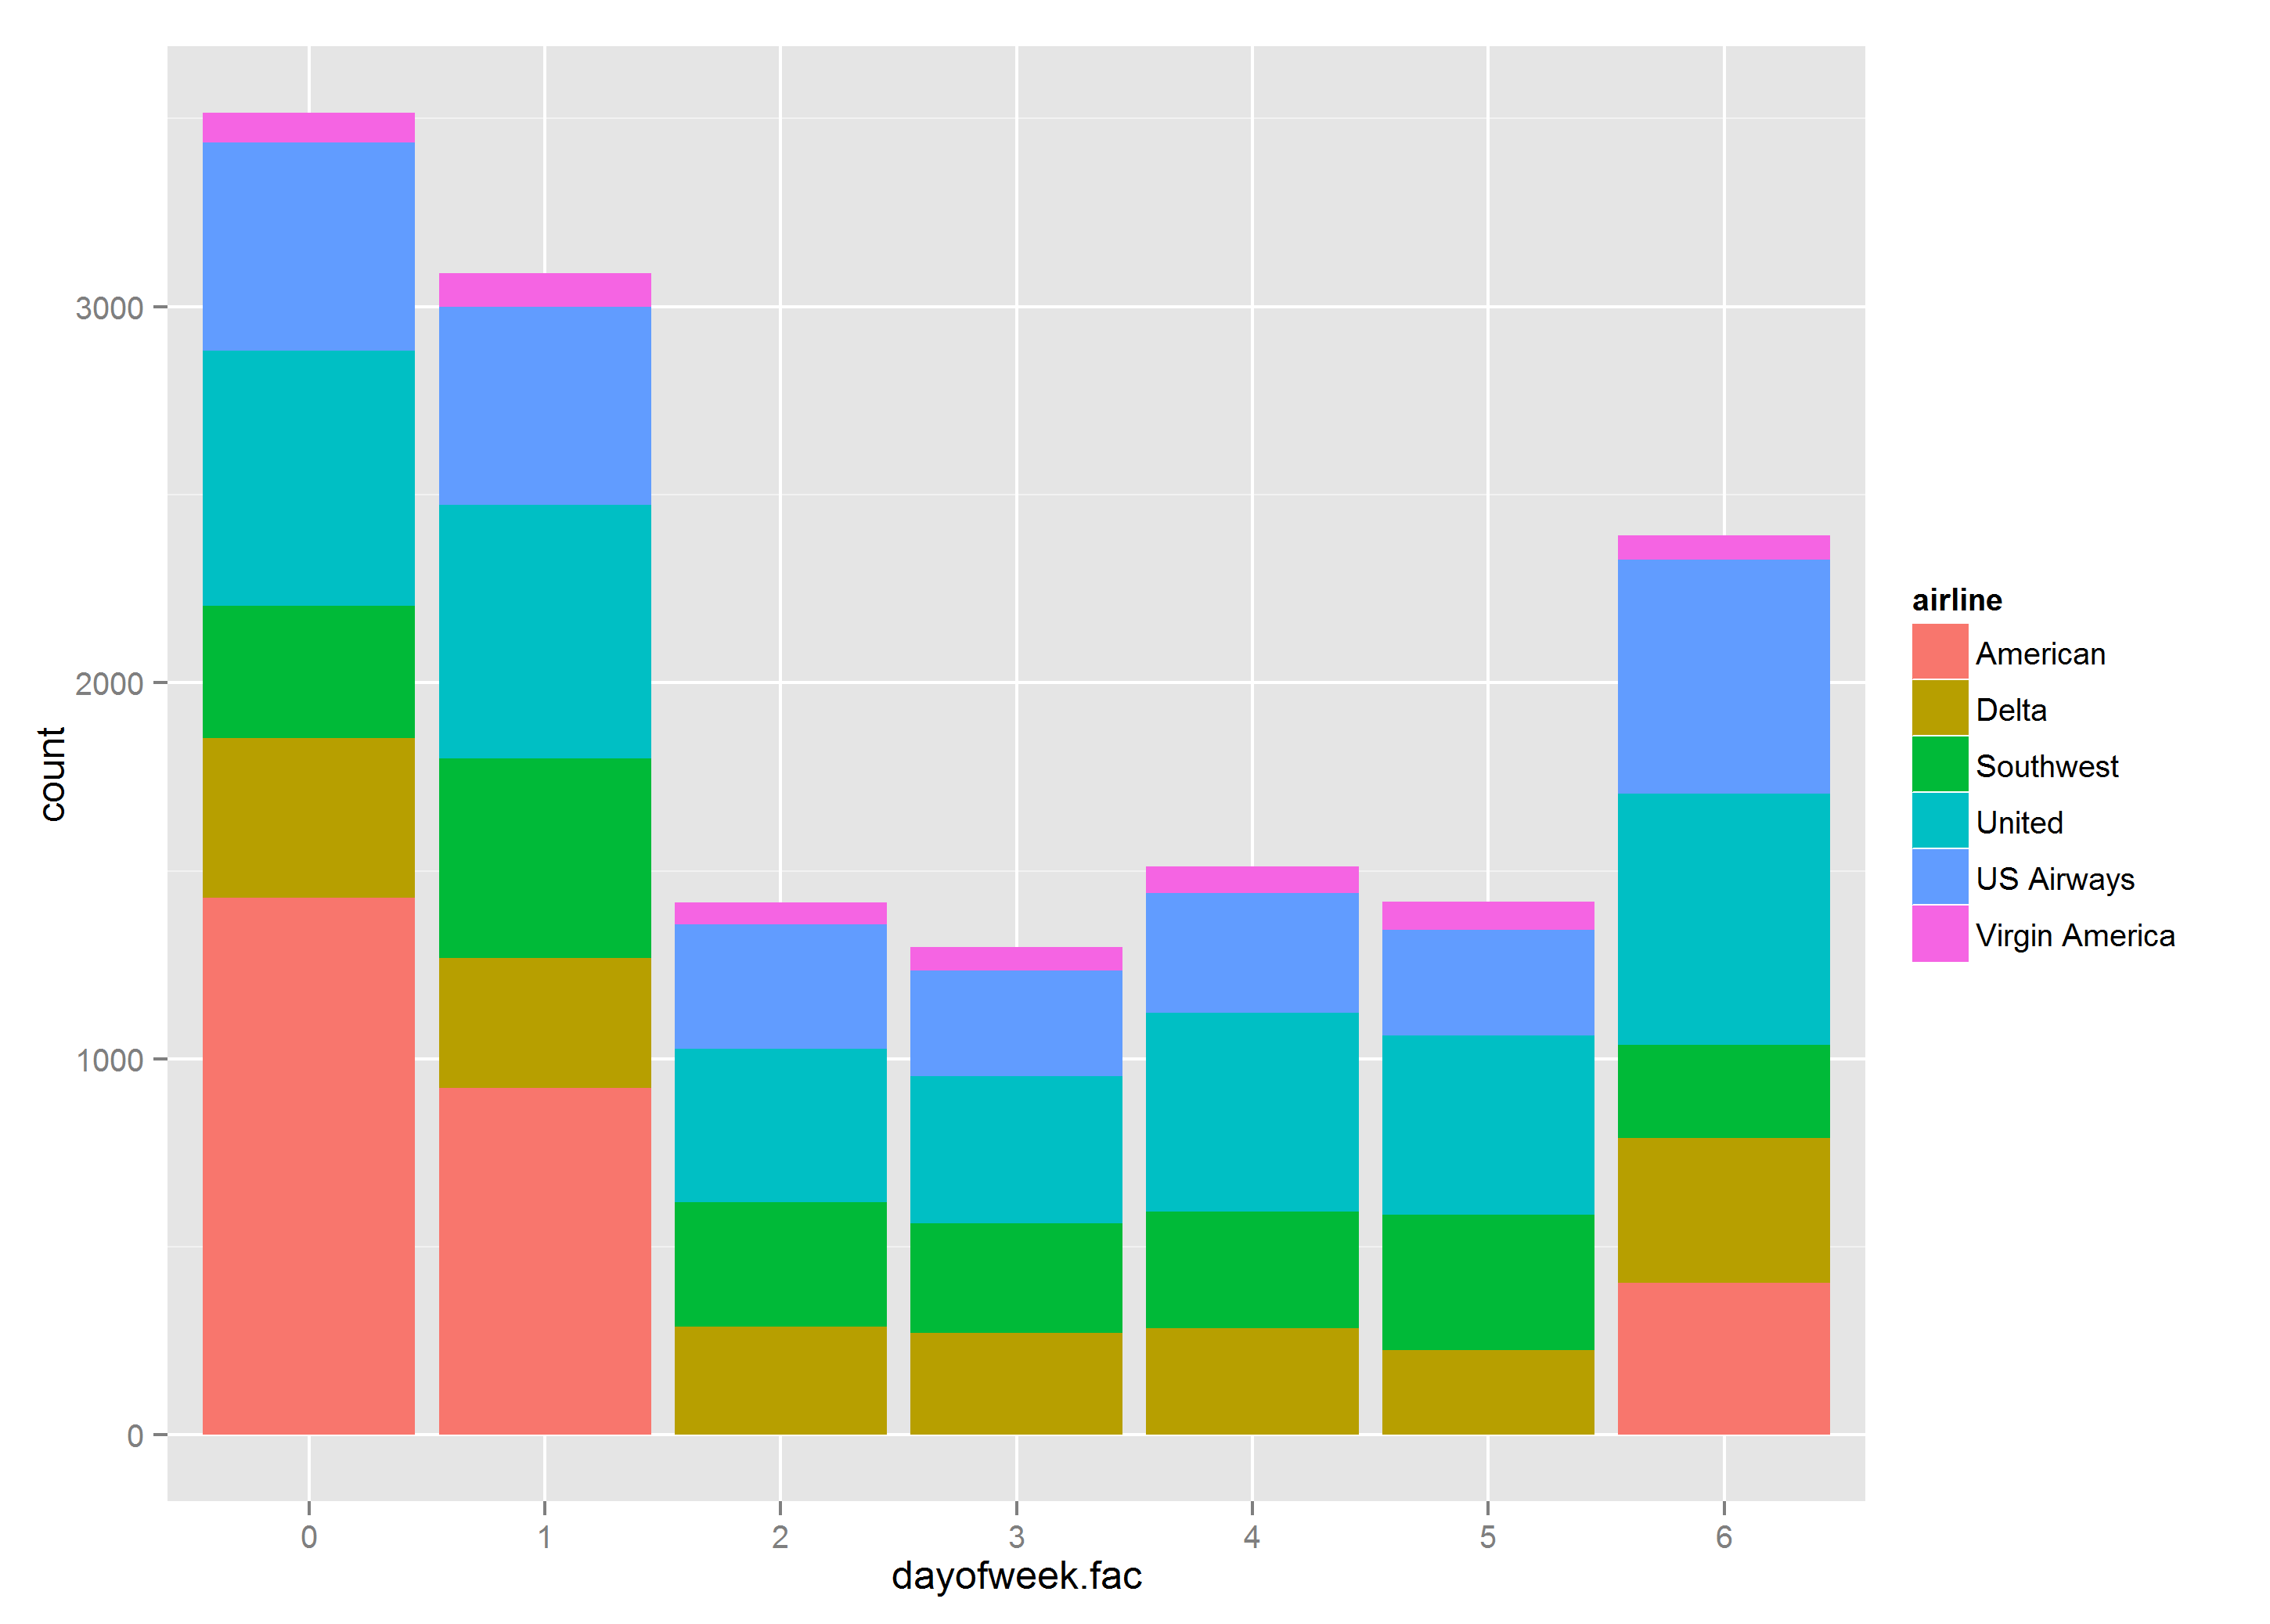 3000
2000
1000
0
count
0 1 2 3 4 5 6
dayofweek.fac
airline
American
Delta
Southwest
United
US Airways
Virgin America